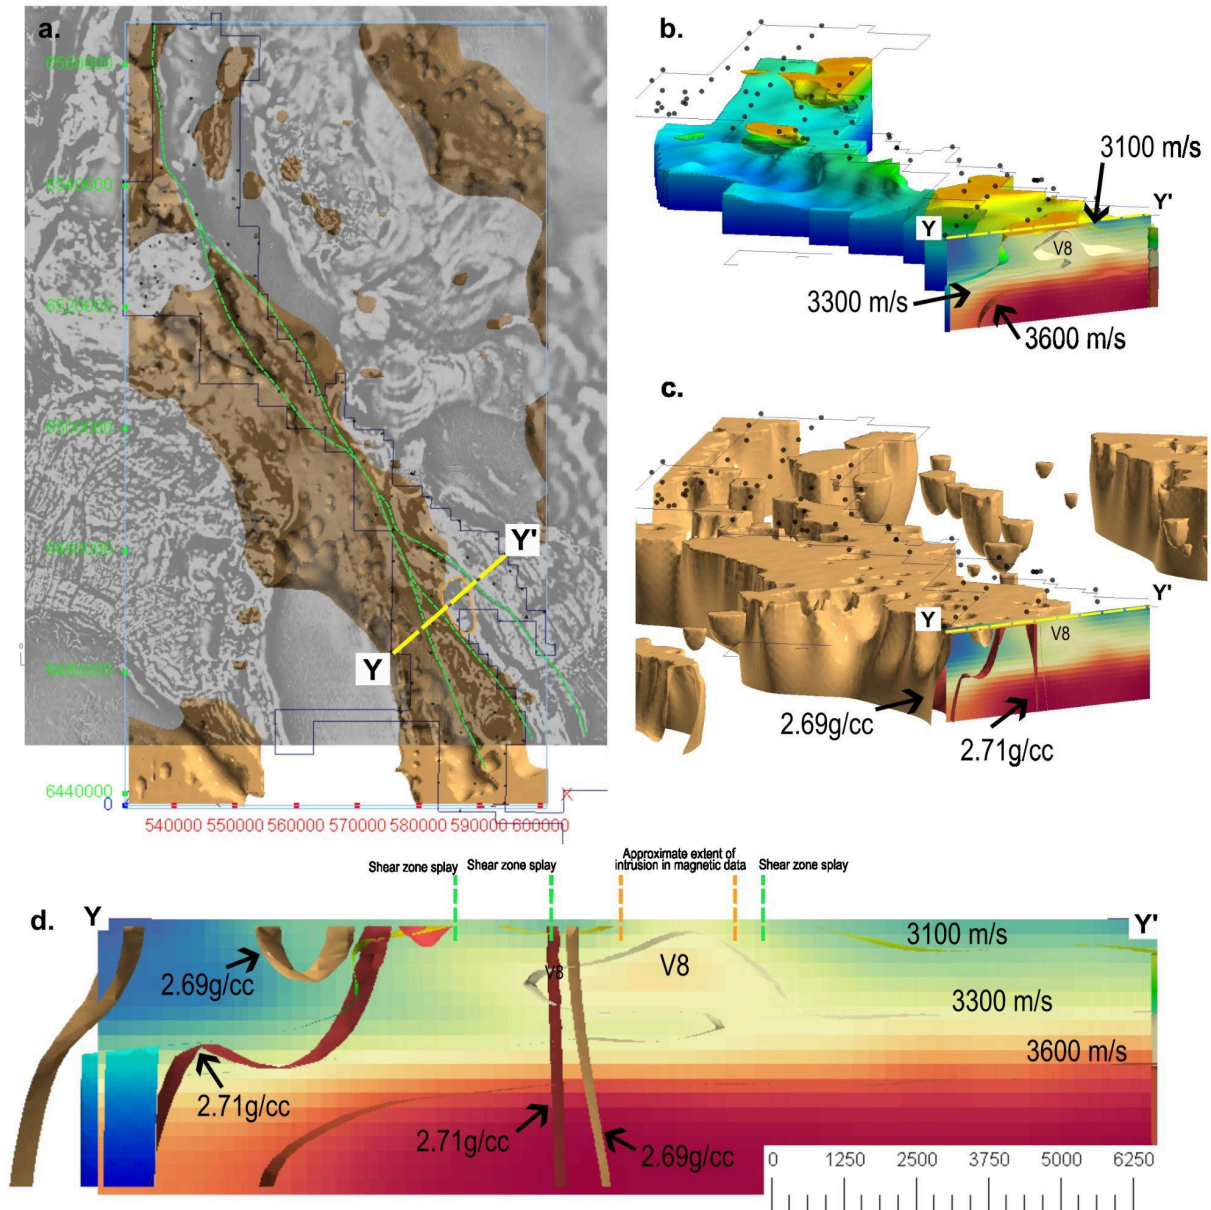 a.
6560000
6540000
6520000
6500000
6480000
6460000
6440000
0
540000 550000 560000 570000 580000 590000 600000
X
Y
Y'
b.
3100 m/s
Y
Y'
V8
3300 m/s
3600 m/s
c.
Y
Y'
V8
2.69g/cc
2.71g/cc
d.
Shear zone splay
Shear zone splay
Approximate extent of
intrusion in magnetic data
Shear zone splay
Y
Y'
3100 m/s
2.69g/cc
V8
V8
3300 m/s
3600 m/s
2.71g/cc
2.71g/cc
2.69g/cc
0 1250 2500 3750 5000 6250